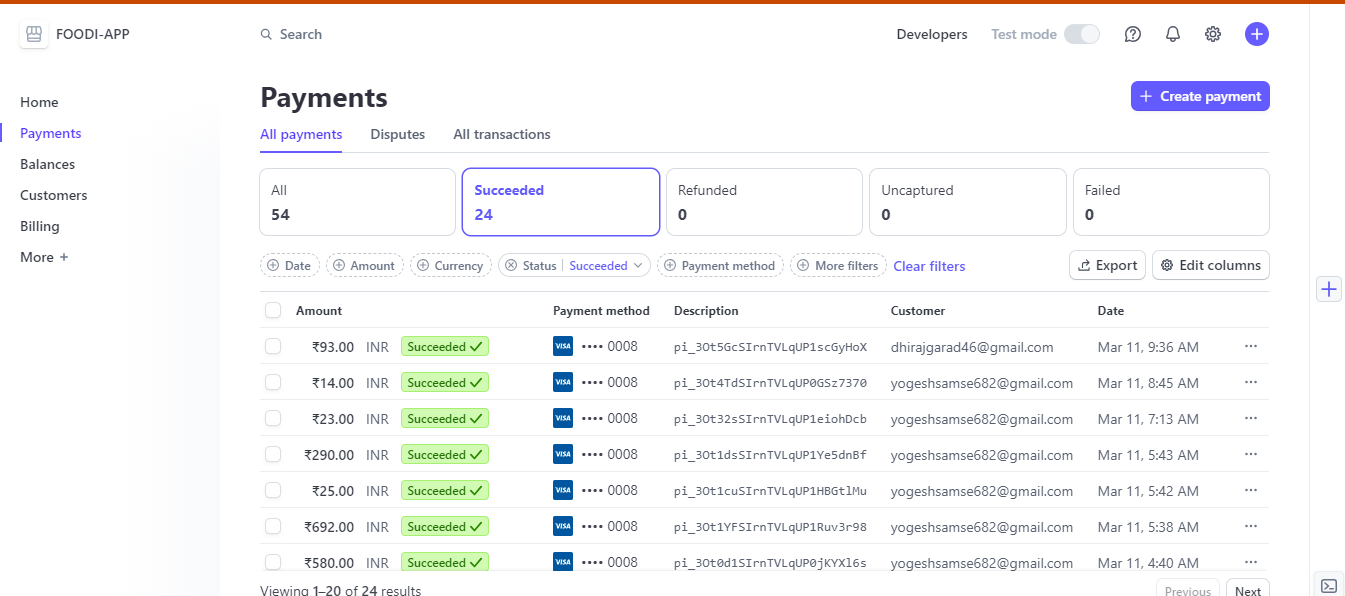 FOODI-APP
Search
Developers Test mode
Home
Payments
Balances
Customers
Billing
More +
Payments
+ Create payment
All payments Disputes All transactions
All Succeeded Refunded Uncaptured Failed
54 24 0 0 0
Date Amount Currency Status Succeeded Payment method More filters Clear filters Export Edit columns
Amount Payment method Description Customer Date
₹93.00 INR Succeeded ✓ VISA •••• 0008 pi_3Ot5GcSIrnTVLqUP1scGyHoX dhirajgarad46@gmail.com Mar 11, 9:36 AM ···
₹14.00 INR Succeeded ✓ VISA •••• 0008 pi_3Ot4TdSIrnTVLqUP0GSz7370 yogeshsamse682@gmail.com Mar 11, 8:45 AM ···
₹23.00 INR Succeeded ✓ VISA •••• 0008 pi_3Ot32sSIrnTVLqUP1eiohDcb yogeshsamse682@gmail.com Mar 11, 7:13 AM ···
₹290.00 INR Succeeded ✓ VISA •••• 0008 pi_3Ot1dsSIrnTVLqUP1Ye5dnBf yogeshsamse682@gmail.com Mar 11, 5:43 AM ···
₹25.00 INR Succeeded ✓ VISA •••• 0008 pi_3Ot1cuSIrnTVLqUP1HBGtlMu yogeshsamse682@gmail.com Mar 11, 5:42 AM ···
₹692.00 INR Succeeded ✓ VISA •••• 0008 pi_3Ot1YFSIrnTVLqUP1Ruv3r98 yogeshsamse682@gmail.com Mar 11, 5:38 AM ···
₹580.00 INR Succeeded ✓ VISA •••• 0008 pi_3Ot0d1SIrnTVLqUP0jKYXl6s yogeshsamse682@gmail.com Mar 11, 4:40 AM ···
Viewing 1–20 of 24 results Previous Next